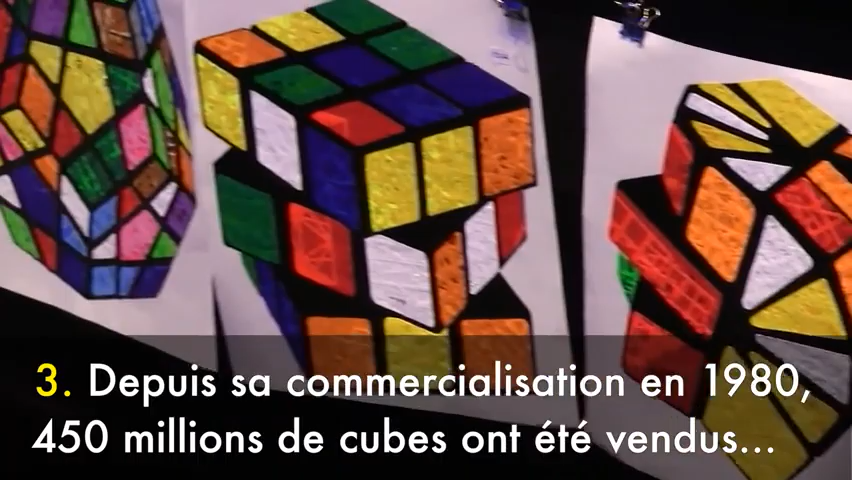 3. Depuis sa commercialisation en 1980,
450 millions de cubes ont été vendus...